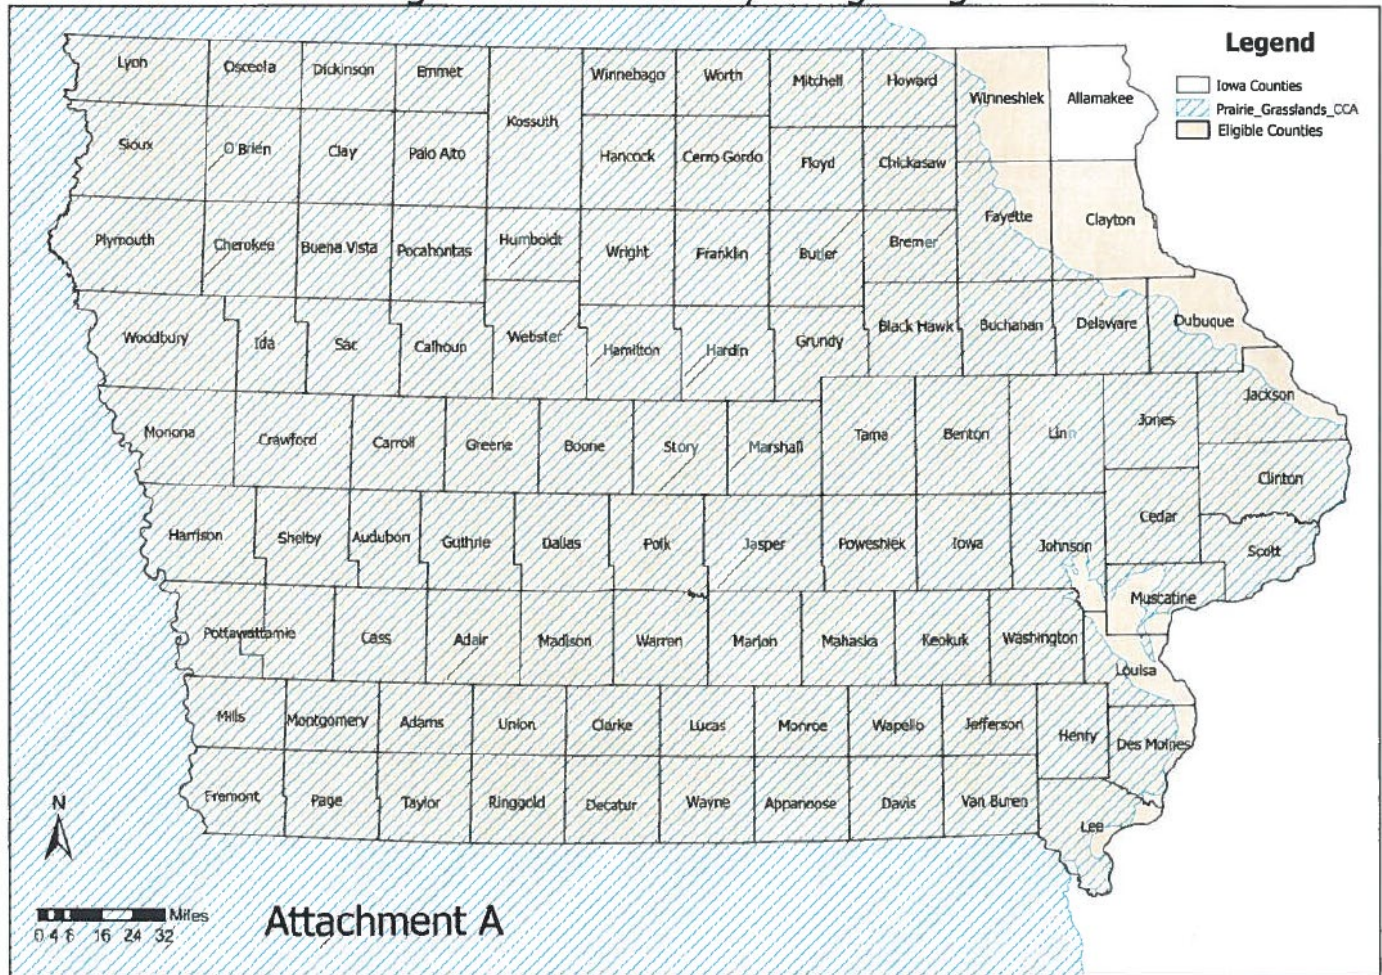 Legend
Iowa Counties
Prairie_Grasslands_CCA
Eligible Counties
Lyon Osceola Dickinson Emmet Kossuth Winnebago Worth Mitchell Howard Winneshiek Allamakee
Sioux O'Brien Clay Palo Alto Hancock Cerro Gordo Floyd Chickasaw
Fayette Clayton
Plymouth Cherokee Buena Vista Pocahontas Humboldt Wright Franklin Butler Bremer
Woodbury Ida Sac Calhoun Webster Hamilton Hardin Grundy Black Hawk Buchanan Delaware Dubuque
Monona Crawford Carroll Greene Boone Story Marshall Tama Benton Linn Jones Jackson
Clinton
Harrison Shelby Audubon Guthrie Dallas Polk Jasper Poweshiek Iowa Johnson Cedar Scott
Muscatine
Pottawattamie Cass Adair Madison Warren Marion Mahaska Keokuk Washington Louisa
Mills Montgomery Adams Union Clarke Lucas Monroe Wapello Jefferson Henry Des Moines
Fremont Page Taylor Ringgold Decatur Wayne Appanoose Davis Van Buren Lee
N
Miles
0 4 8 16 24 32
Attachment A